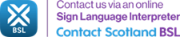 BSL
Contact us via an online
Sign Language Interpreter
Contact Scotland BSL